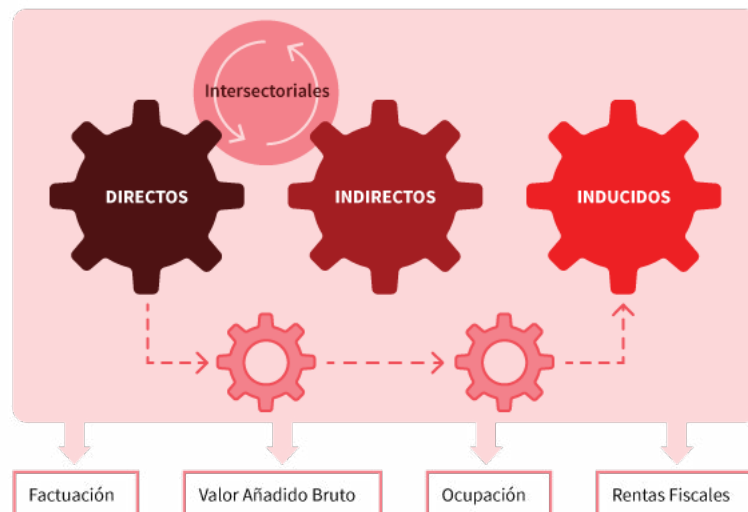 Intersectoriales
DIRECTOS
INDIRECTOS
INDUCIDOS
Factuación
Valor Añadido Bruto
Ocupación
Rentas Fiscales